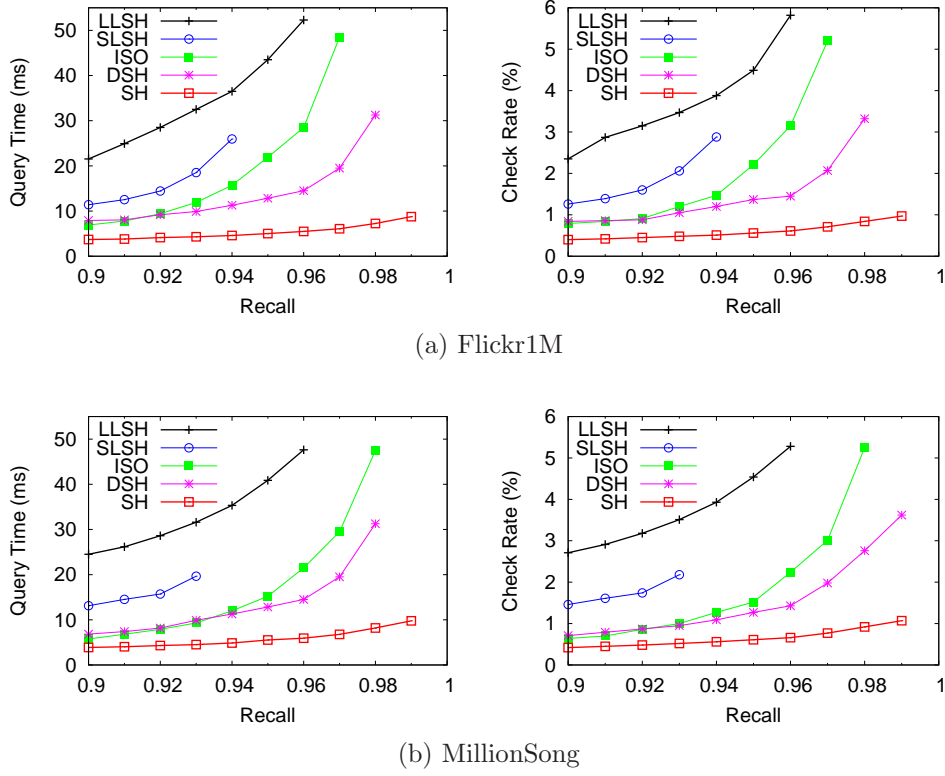 LLSH
SLSH
ISO
DSH
SH
Query Time (ms)
50
40
30
20
10
0
0.9 0.92 0.94 0.96 0.98 1
Recall
LLSH
SLSH
ISO
DSH
SH
Check Rate (%)
6
5
4
3
2
1
0
0.9 0.92 0.94 0.96 0.98 1
Recall
(a) Flickr1M
LLSH
SLSH
ISO
DSH
SH
Query Time (ms)
50
40
30
20
10
0
0.9 0.92 0.94 0.96 0.98 1
Recall
LLSH
SLSH
ISO
DSH
SH
Check Rate (%)
6
5
4
3
2
1
0
0.9 0.92 0.94 0.96 0.98 1
Recall
(b) MillionSong